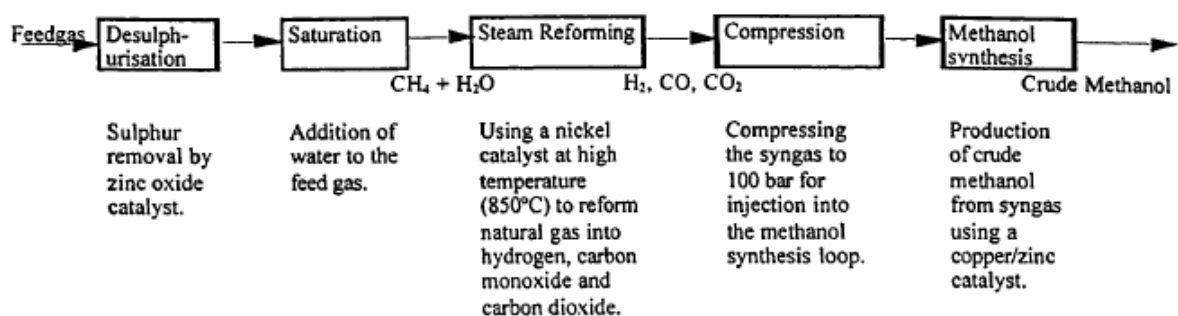 Feedgas
Desulph-
urisation
Saturation
Steam Reforming
Compression
Methanol
synthesis
CH₄ + H₂O
H₂, CO, CO₂
Crude Methanol
Sulphur
removal by
zinc oxide
catalyst.
Addition of
water to the
feed gas.
Using a nickel
catalyst at high
temperature
(850°C) to reform
natural gas into
hydrogen, carbon
monoxide and
carbon dioxide.
Compressing
the syngas to
100 bar for
injection into
the methanol
synthesis loop.
Production
of crude
methanol
from syngas
using a
copper/zinc
catalyst.